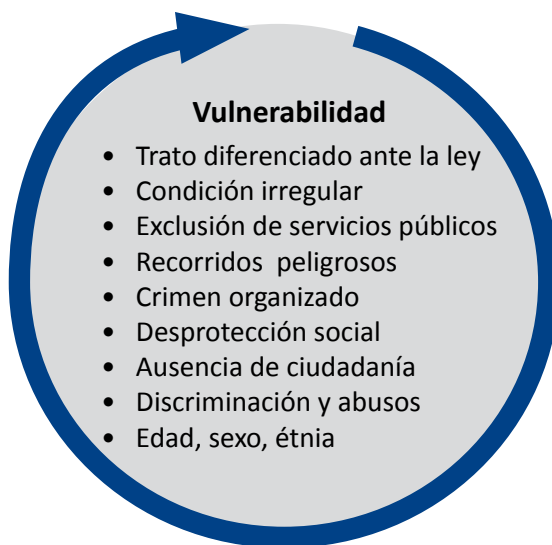 Vulnerabilidad
• Trato diferenciado ante la ley
• Condición irregular
• Exclusión de servicios públicos
• Recorridos  peligrosos
• Crimen organizado
• Desprotección social
• Ausencia de ciudadanía
• Discriminación y abusos
• Edad, sexo, étnia